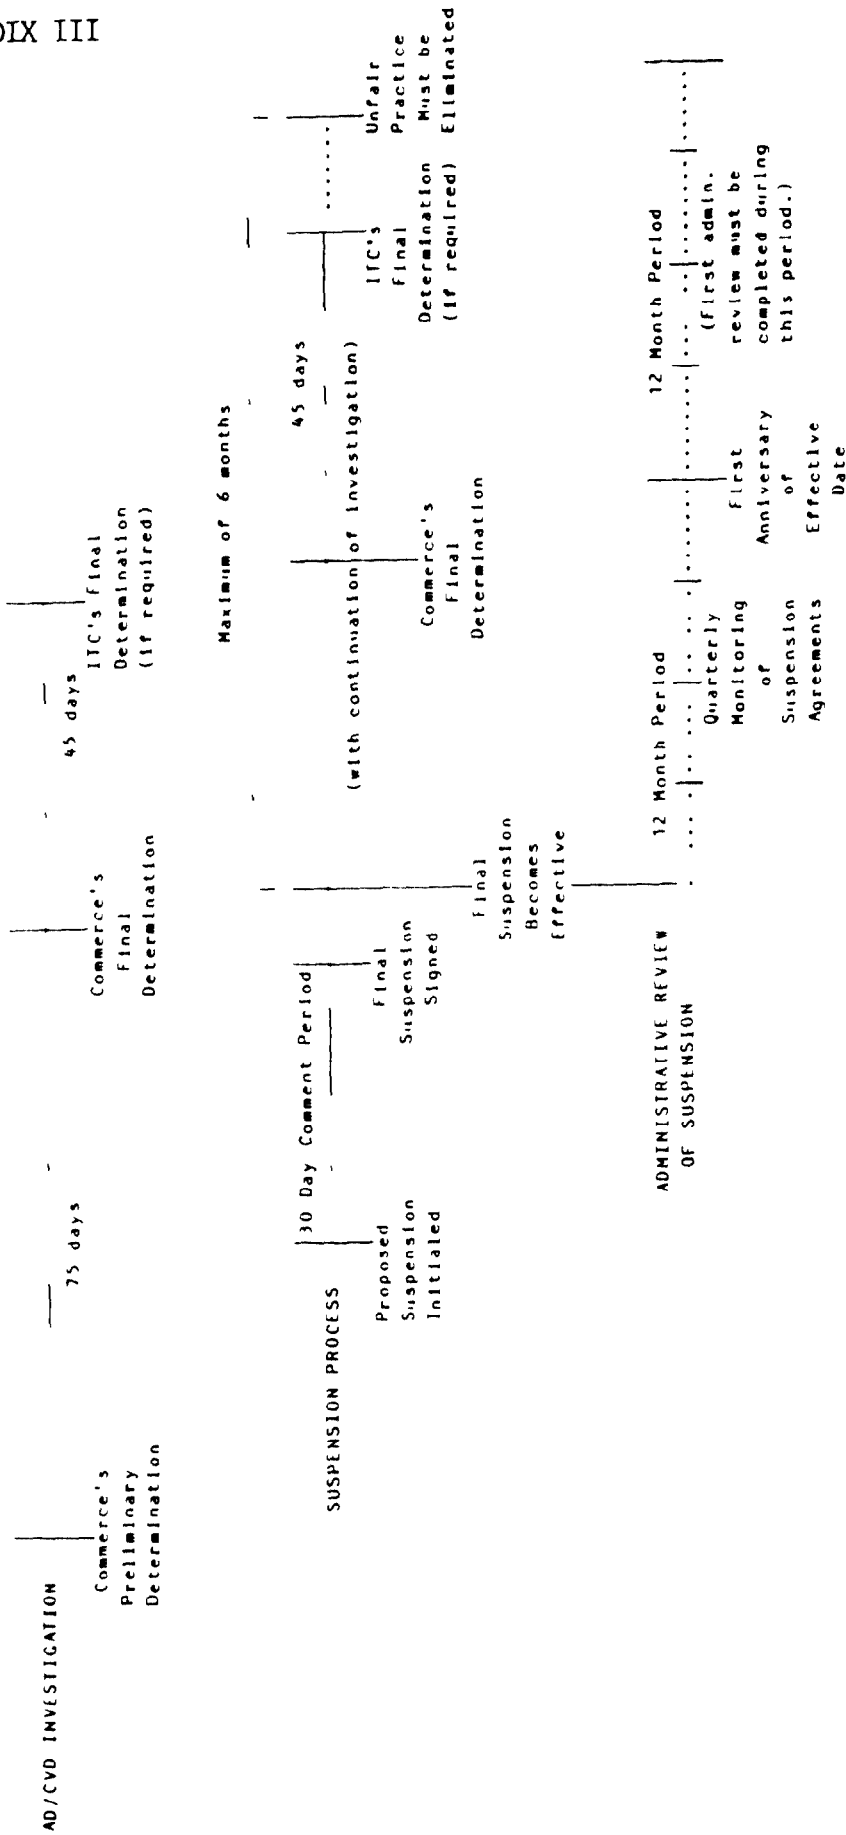 DIX III
AD/CVD INVESTIGATION
Commerce's
Preliminary
Determination
75 days
Commerce's
Final
Determination
45 days
ITC's Final
Determination
(if required)
Maximum of 6 months
SUSPENSION PROCESS
Proposed
Suspension
Initialed
30 Day Comment Period
Final
Suspension
Signed
Final
Suspension
Becomes
Effective
(with continuation of investigation)
Commerce's
Final
Determination
45 days
ITC's
Final
Determination
(if required)
Unfair
Practice
Must be
Eliminated
ADMINISTRATIVE REVIEW
OF SUSPENSION
12 Month Period
Quarterly
Monitoring
of
Suspension
Agreements
First
Anniversary
of
Effective
Date
12 Month Period
(First admin.
review must be
completed during
this period.)